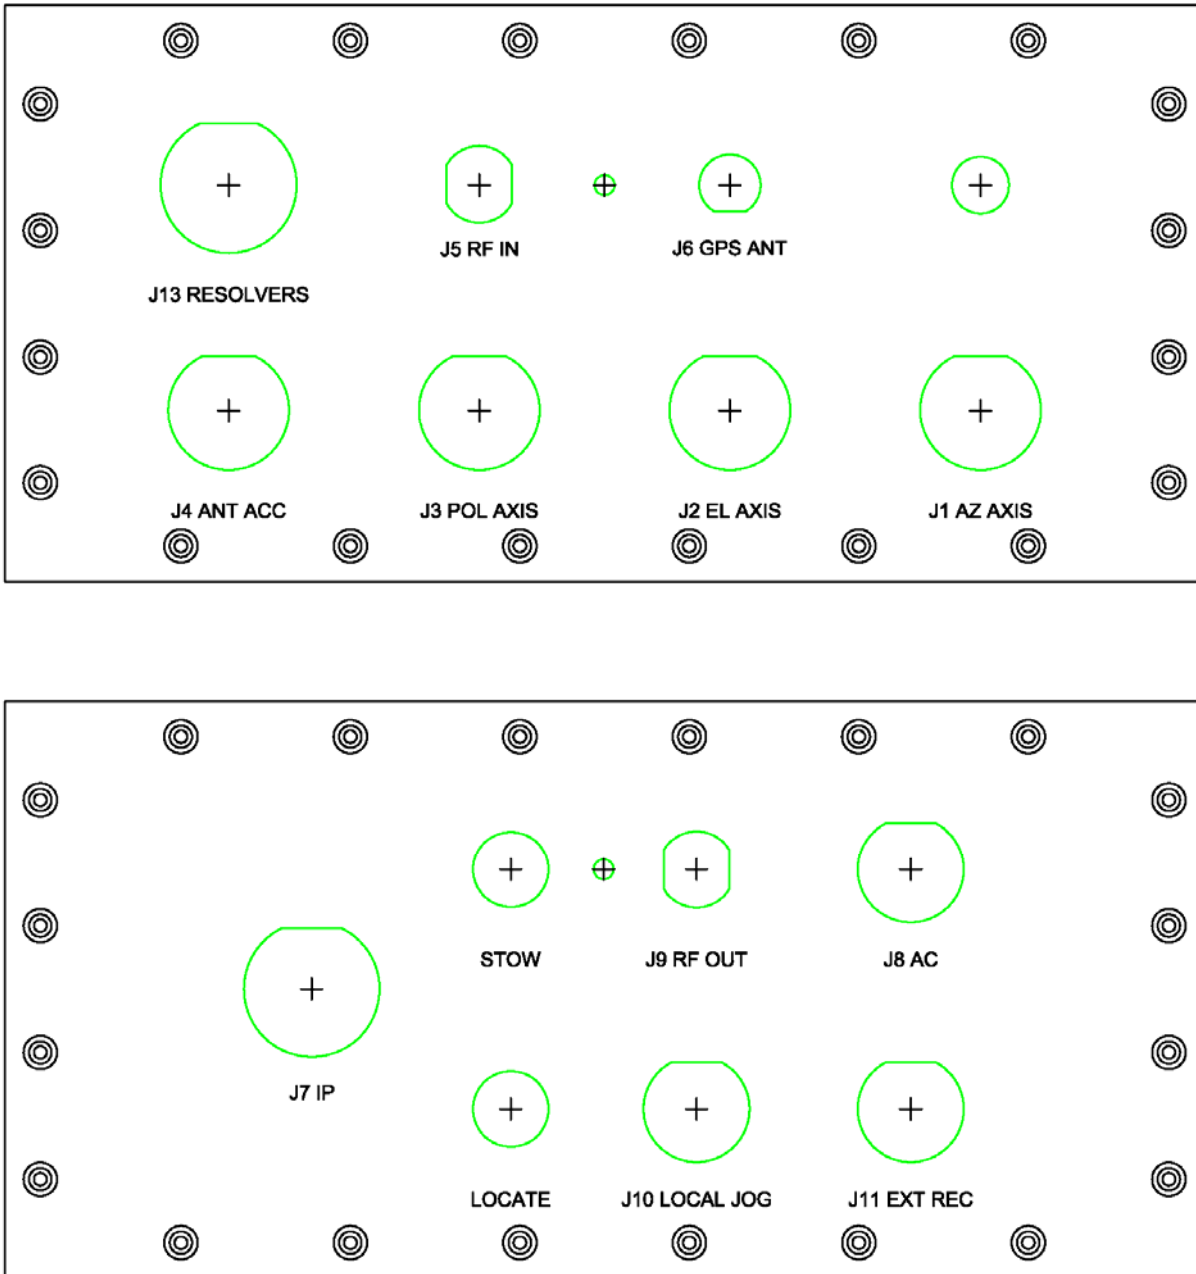 J5 RF IN
J6 GPS ANT
J13 RESOLVERS
J4 ANT ACC
J3 POL AXIS
J2 EL AXIS
J1 AZ AXIS
STOW
J9 RF OUT
J8 AC
J7 IP
LOCATE
J10 LOCAL JOG
J11 EXT REC